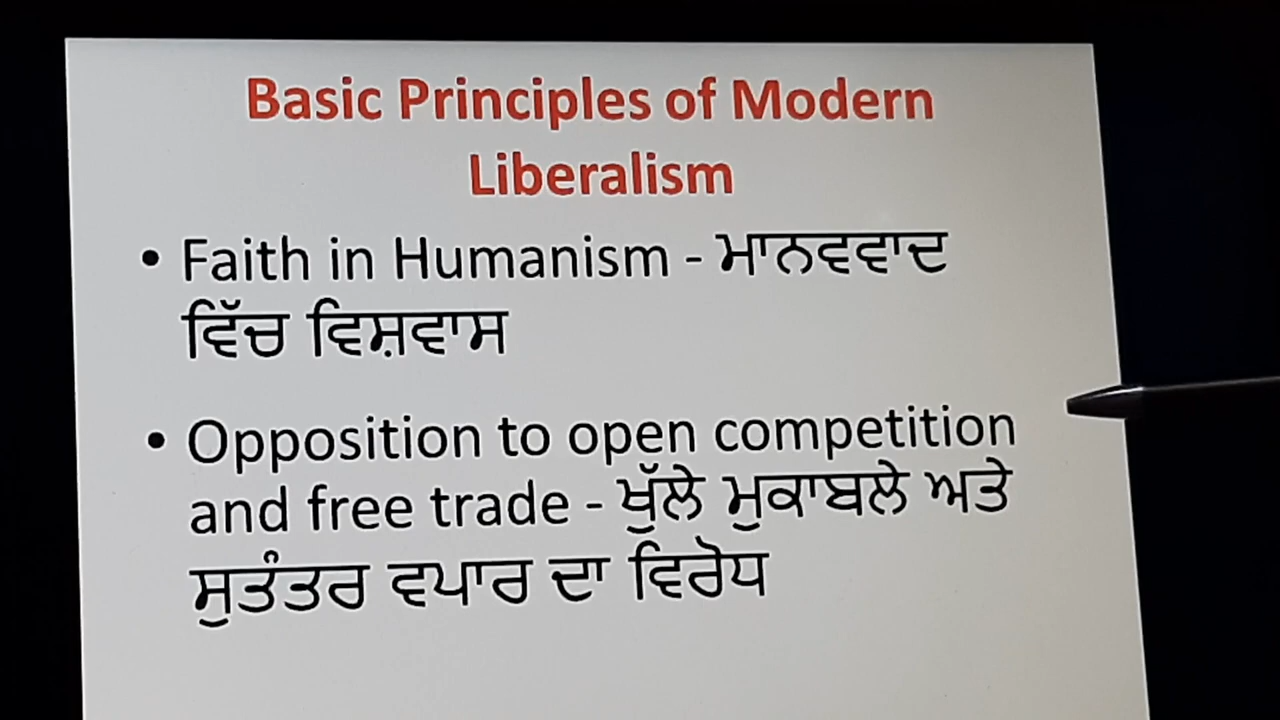 Basic Principles of Modern
Liberalism
• Faith in Humanism - ਮਾਨਵਵਾਦ
ਵਿੱਚ ਵਿਸ਼ਵਾਸ
• Opposition to open competition
and free trade - ਖੁੱਲੇ ਮੁਕਾਬਲੇ ਅਤੇ
ਸੁਤੰਤਰ ਵਪਾਰ ਦਾ ਵਿਰੋਧ